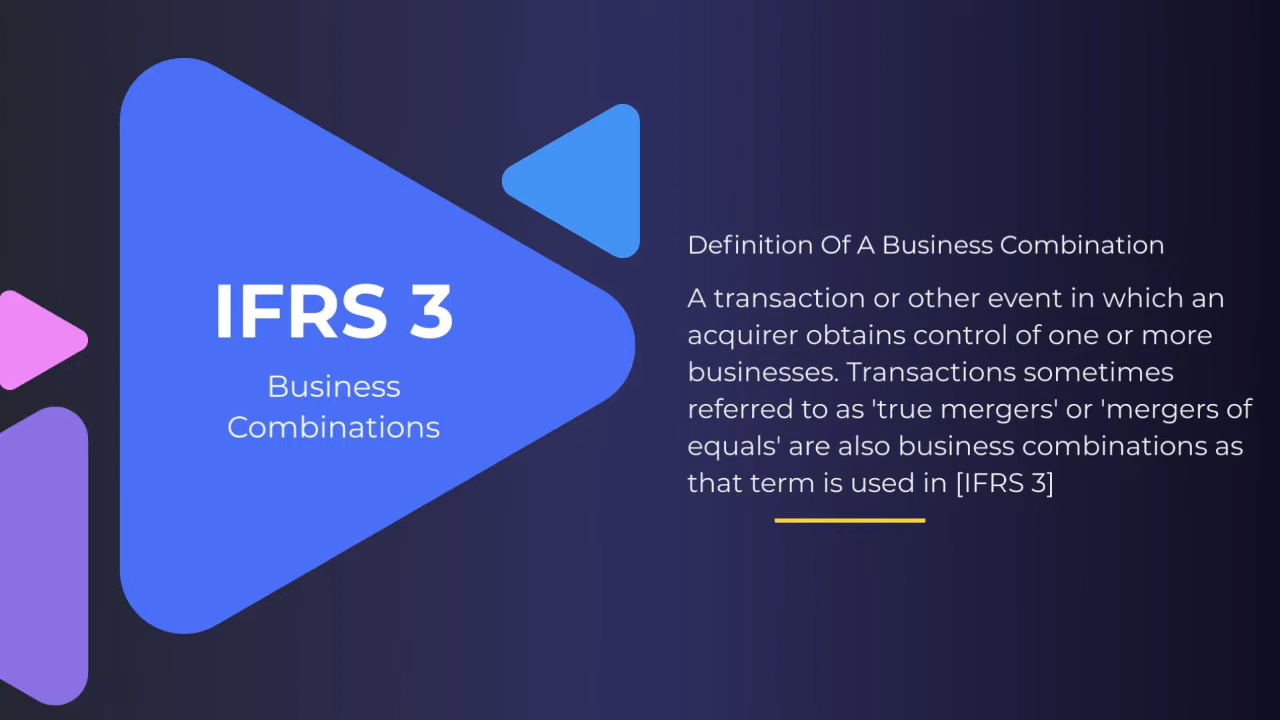 IFRS 3
Business
Combinations
Definition Of A Business Combination
A transaction or other event in which an
acquirer obtains control of one or more
businesses. Transactions sometimes
referred to as 'true mergers' or 'mergers of
equals' are also business combinations as
that term is used in [IFRS 3]